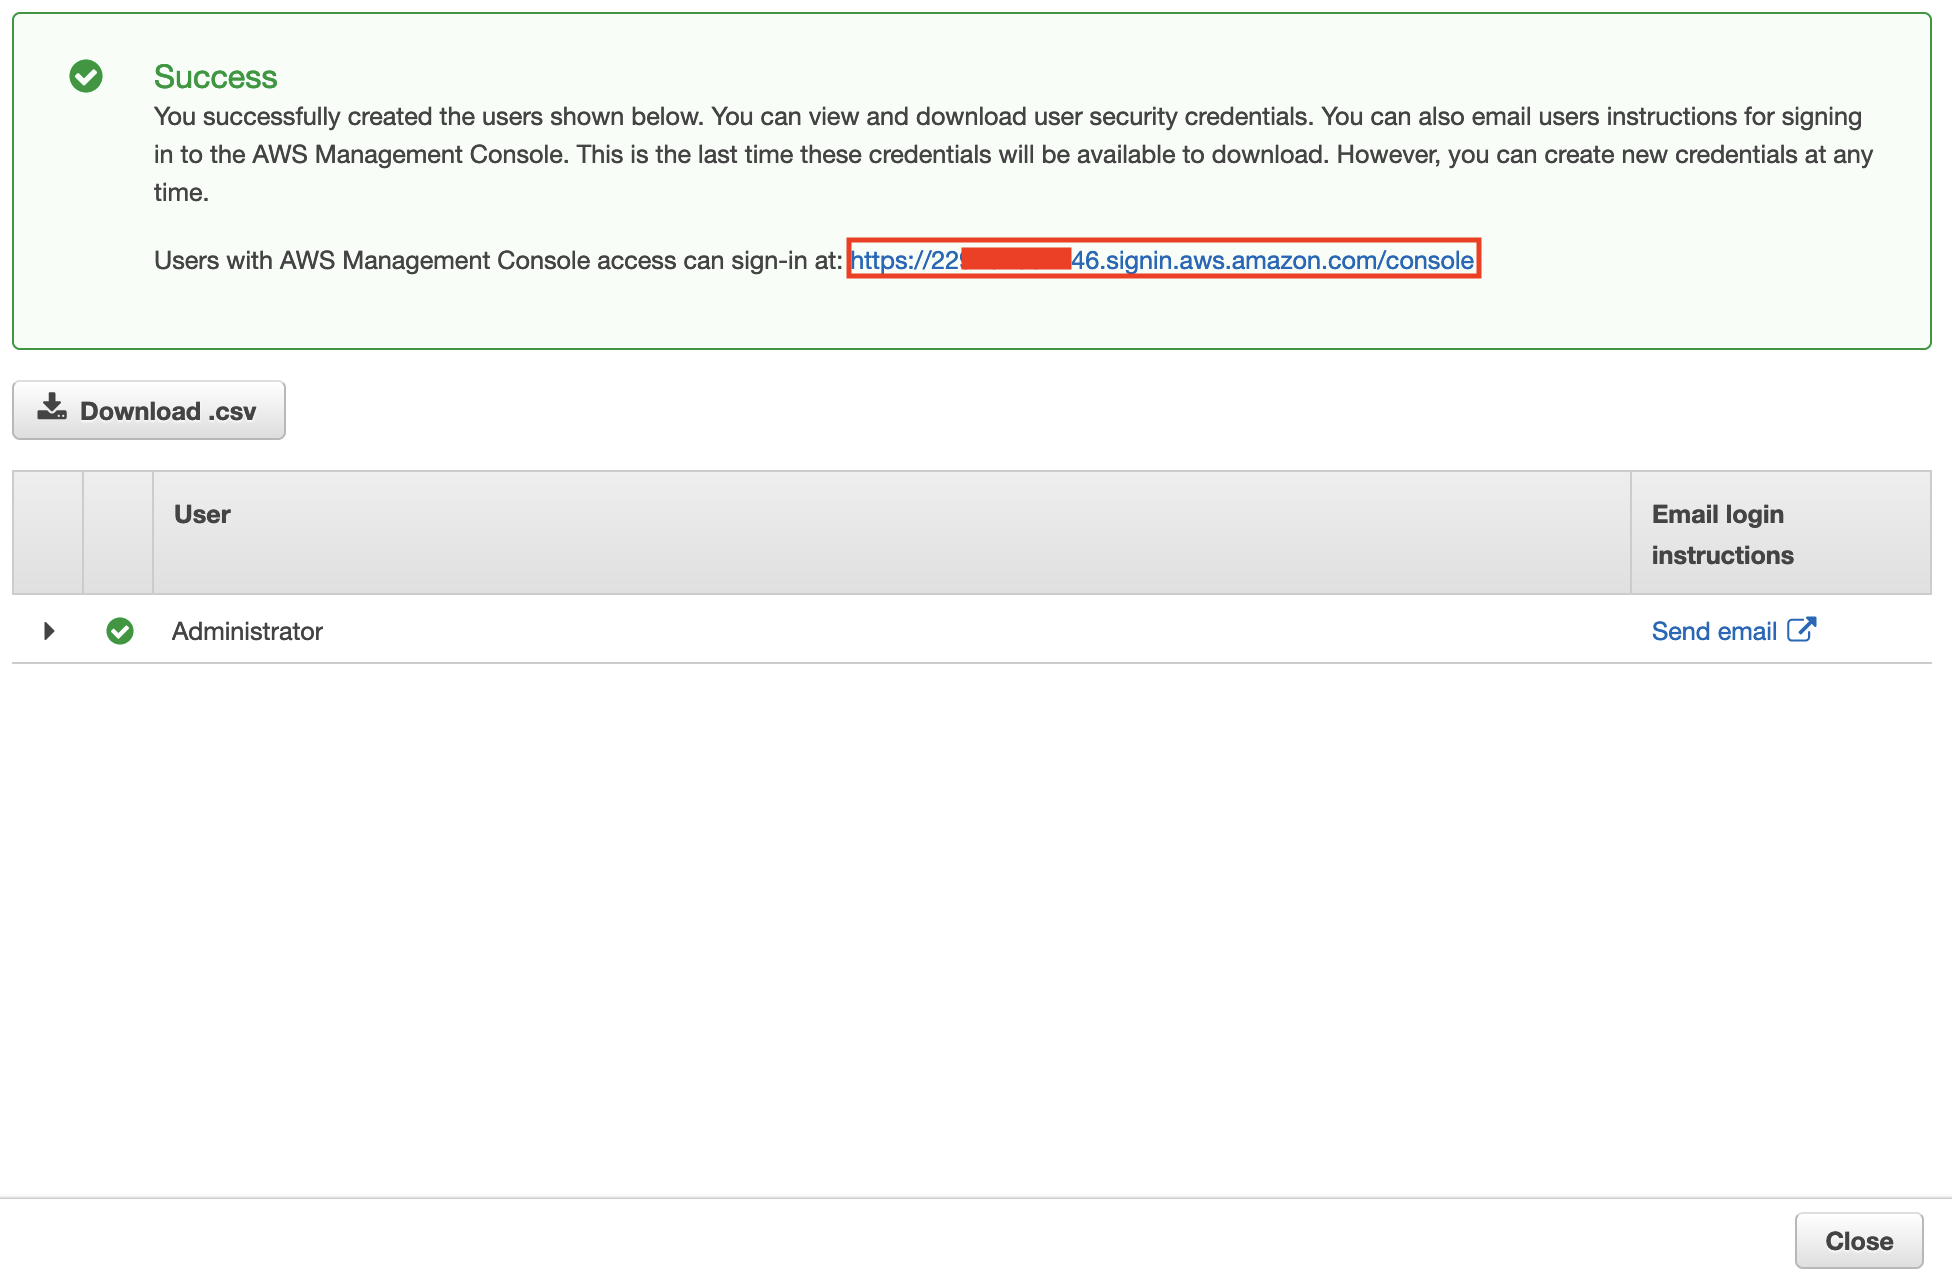 Success
You successfully created the users shown below. You can view and download user security credentials. You can also email users instructions for signing
in to the AWS Management Console. This is the last time these credentials will be available to download. However, you can create new credentials at any
time.
Users with AWS Management Console access can sign-in at: https://22 46.signin.aws.amazon.com/console
Download .csv
User
Email login
instructions
Administrator
Send email
Close